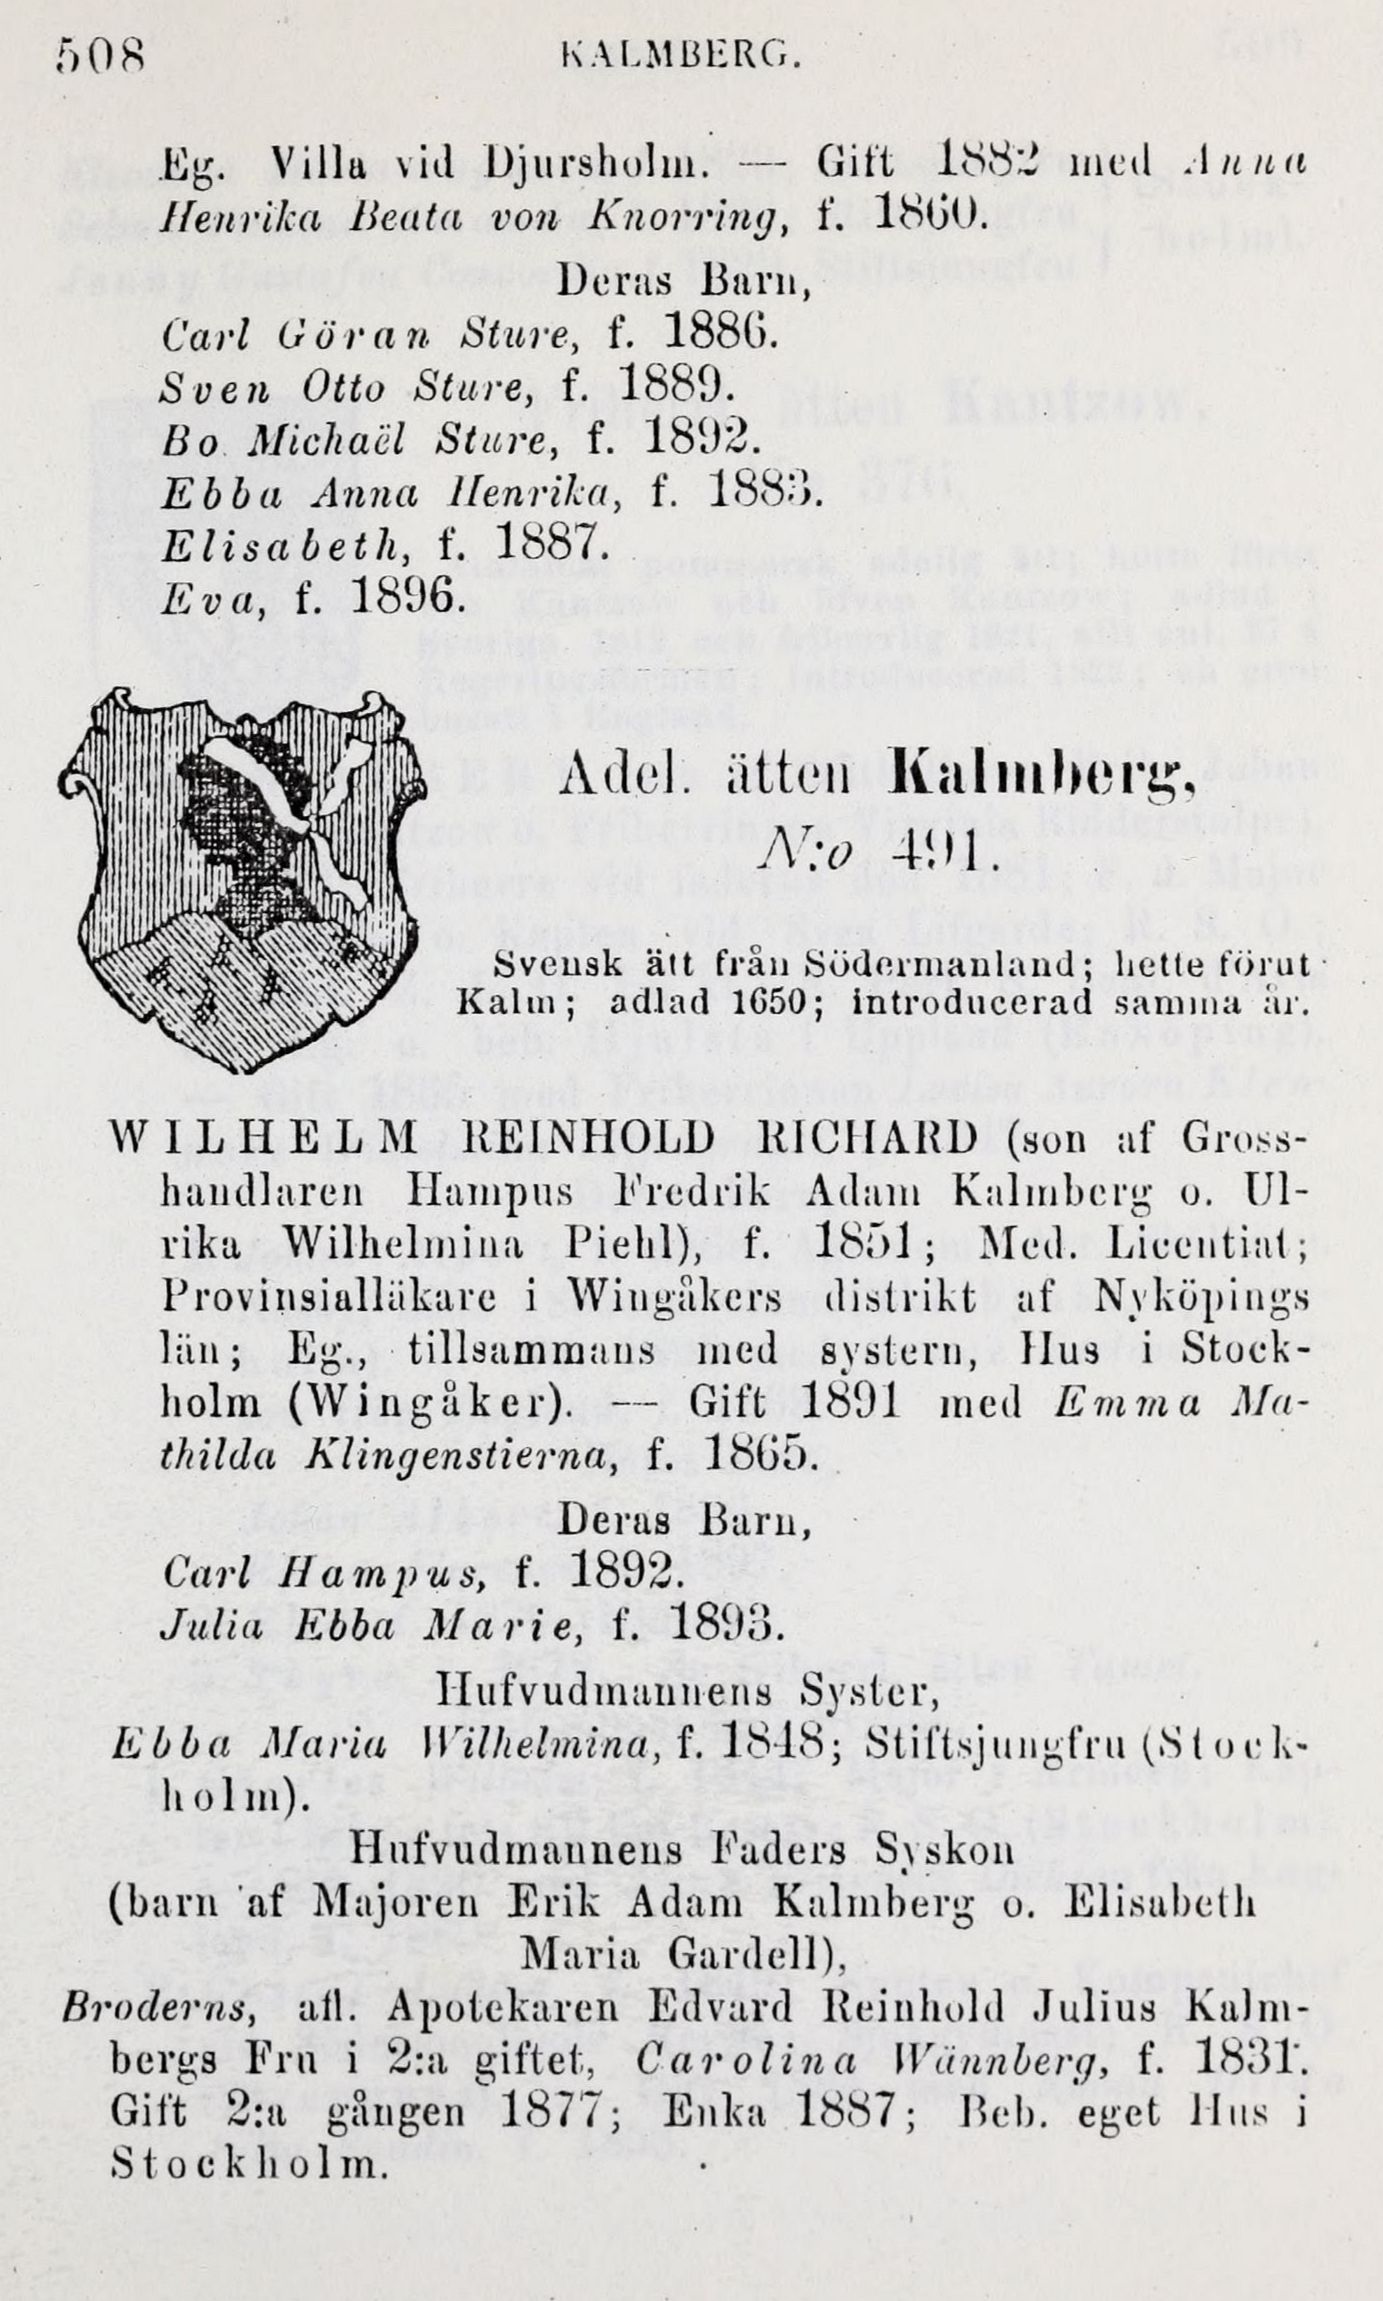 508 KALMBERG.
Eg. Villa vid Djursholm. — Gift 1882 med Anna
Henrika Beata von Knorring, f. 1860.
Deras Barn,
Carl Göran Sture, f. 1886.
Sven Otto Sture, f. 1889.
Bo Michaël Sture, f. 1892.
Ebba Anna Henrika, f. 1883.
Elisabeth, f. 1887.
Eva, f. 1896.
Adel. ätten Kalmberg,
N:o 491.
Svensk ätt från Södermanland; hette förut
Kalm; adlad 1650; introducerad samma år.
WILHELM REINHOLD RICHARD (son af Gross-
handlaren Hampus Fredrik Adam Kalmberg o. Ul-
rika Wilhelmina Piehl), f. 1851; Med. Licentiat;
Provinsialläkare i Wingåkers distrikt af Nyköpings
län; Eg., tillsammans med systern, Hus i Stock-
holm (Wingåker). — Gift 1891 med Emma Ma-
thilda Klingenstierna, f. 1865.
Deras Barn,
Carl Hampus, f. 1892.
Julia Ebba Marie, f. 1893.
Hufvudmannens Syster,
Ebba Maria Wilhelmina, f. 1848; Stiftsjungfru (Stock-
holm).
Hufvudmannens Faders Syskon
(barn af Majoren Erik Adam Kalmberg o. Elisabeth
Maria Gardell),
Broderns, afl. Apotekaren Edvard Reinhold Julius Kalm-
bergs Fru i 2:a giftet, Carolina Wännberg, f. 1831.
Gift 2:a gången 1877; Enka 1887; Beb. eget Hus i
Stockholm.